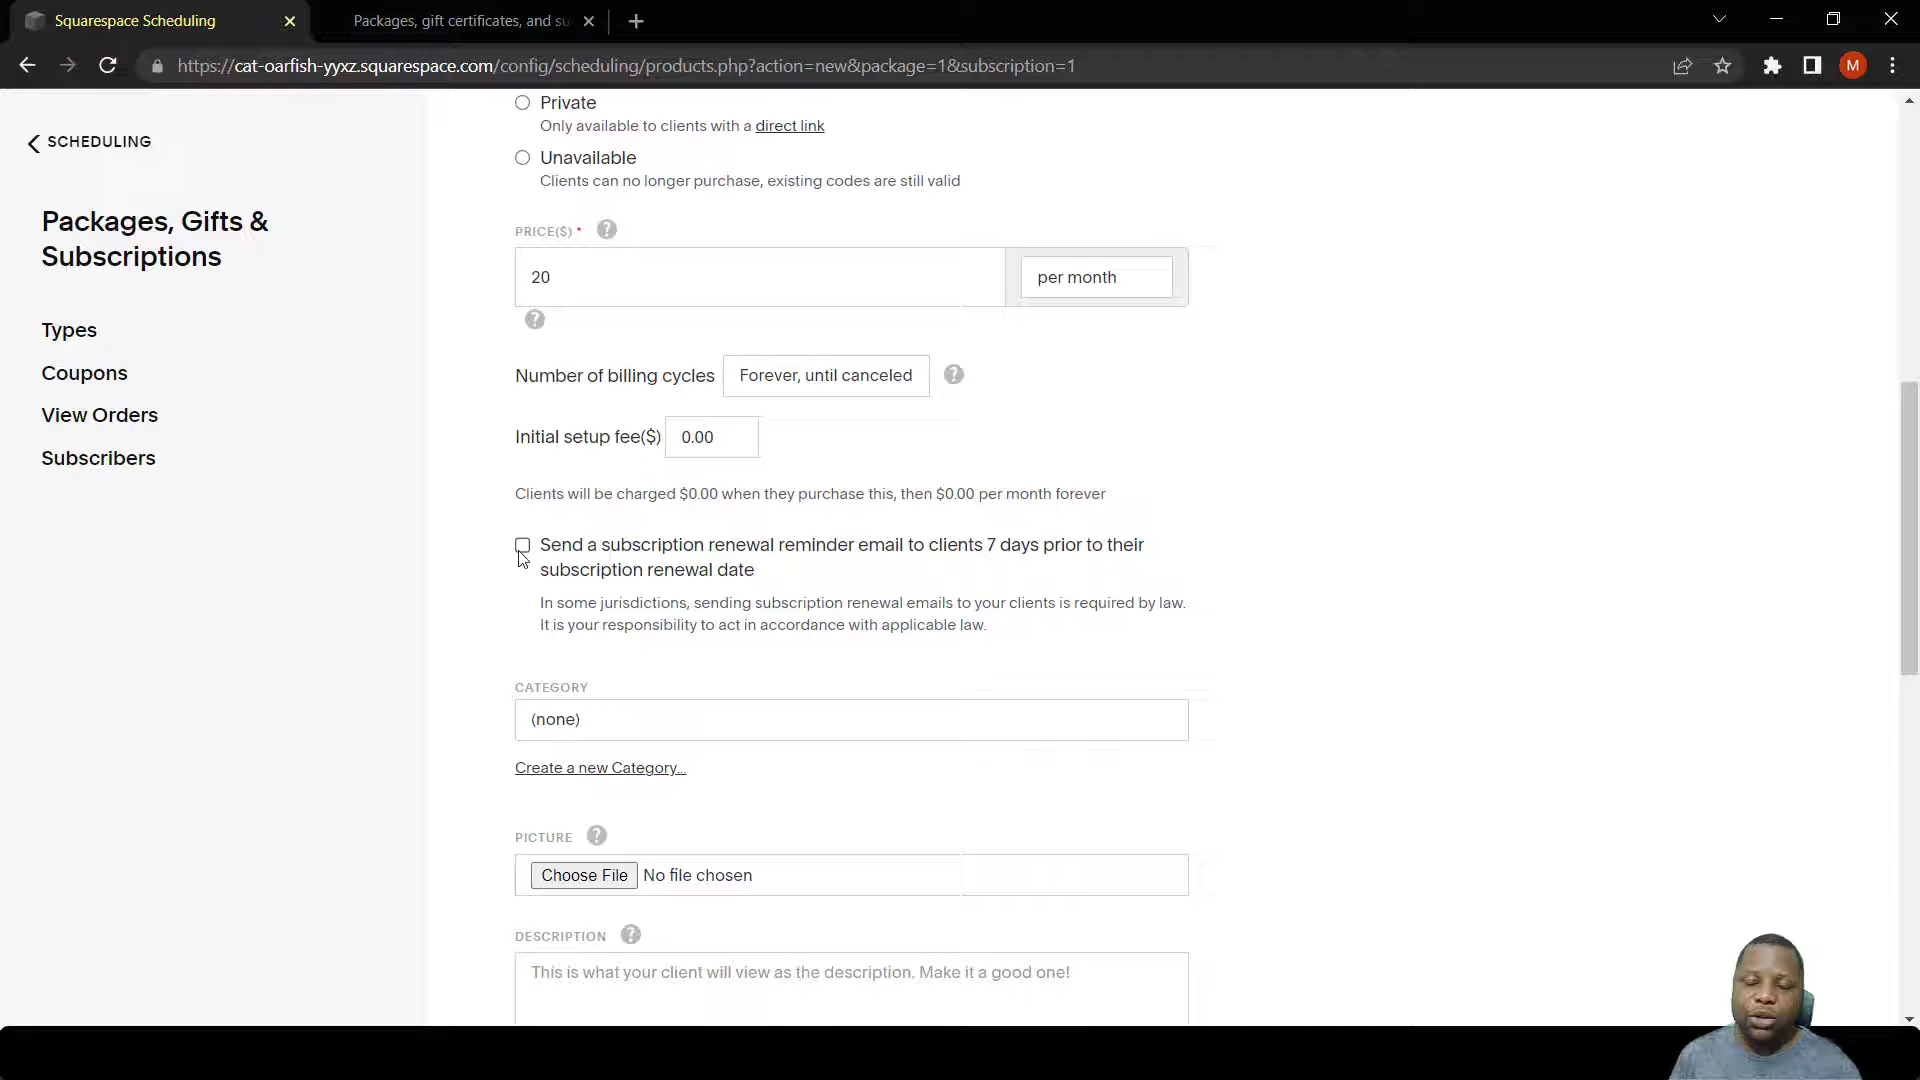 Squarespace Scheduling
Packages, gift certificates, and su
https://cat-oarfish-yyxz.squarespace.com/config/scheduling/products.php?action=new&package=1&subscription=1
M
SCHEDULING
Packages, Gifts &
Subscriptions
Types
Coupons
View Orders
Subscribers
Private
Only available to clients with a direct link
Unavailable
Clients can no longer purchase, existing codes are still valid
PRICE($) * ?
20
per month
?
Number of billing cycles Forever, until canceled ?
Initial setup fee($) 0.00
Clients will be charged $0.00 when they purchase this, then $0.00 per month forever
Send a subscription renewal reminder email to clients 7 days prior to their
subscription renewal date
In some jurisdictions, sending subscription renewal emails to your clients is required by law.
It is your responsibility to act in accordance with applicable law.
CATEGORY
(none)
Create a new Category...
PICTURE ?
Choose File No file chosen
DESCRIPTION ?
This is what your client will view as the description. Make it a good one!